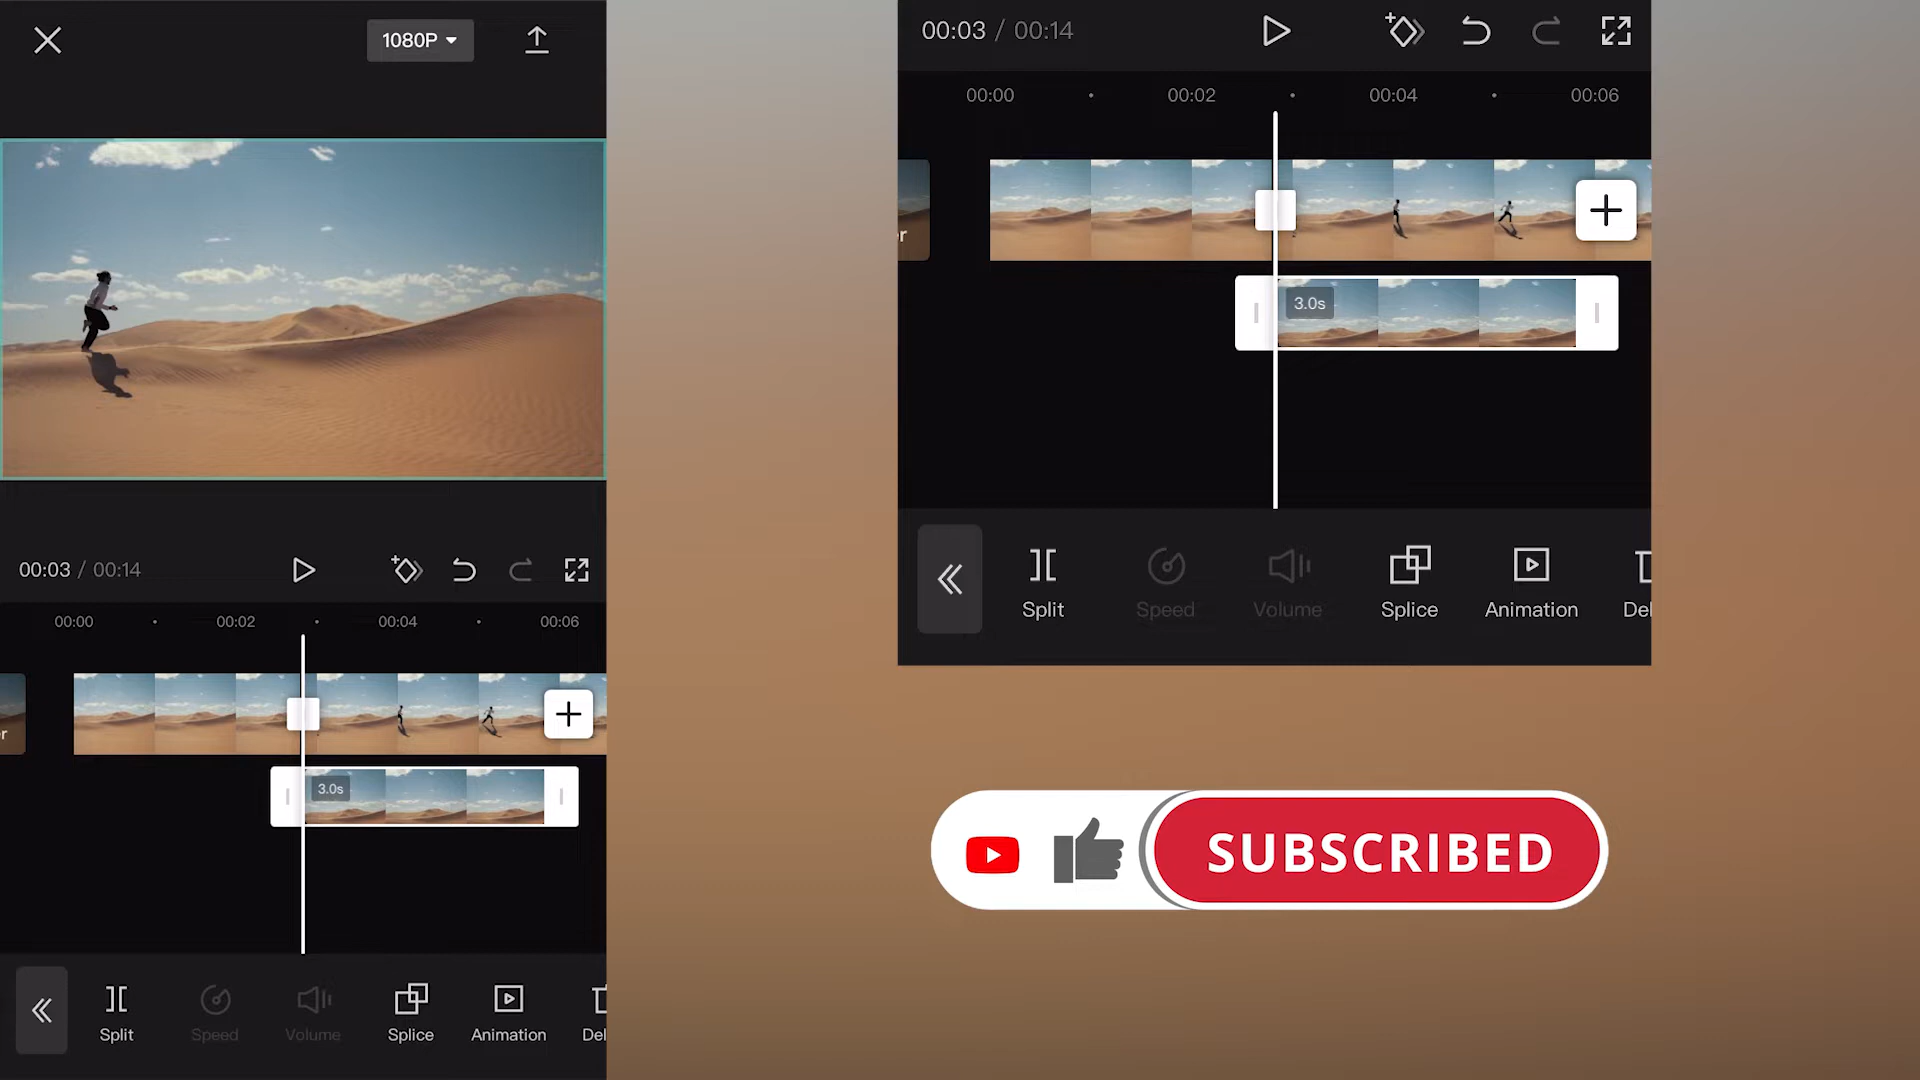 1080P
00:03 / 00:14
00:00 00:02 00:04 00:06
r
3.0s
Split Speed Volume Splice Animation Del
00:03 / 00:14
00:00 00:02 00:04 00:06
r
3.0s
Split Speed Volume Splice Animation Del
SUBSCRIBED